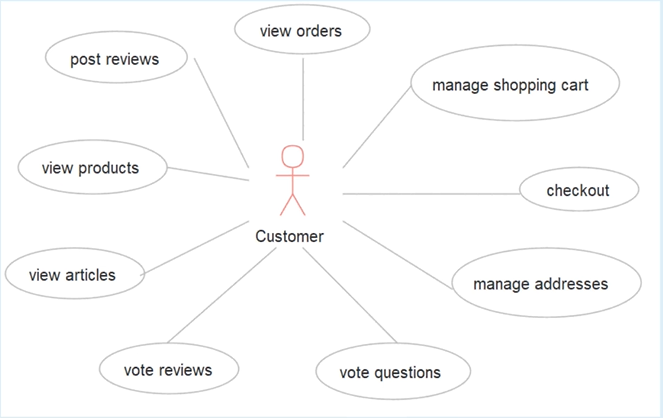 view orders
post reviews
manage shopping cart
view products
checkout
Customer
view articles
manage addresses
vote reviews
vote questions